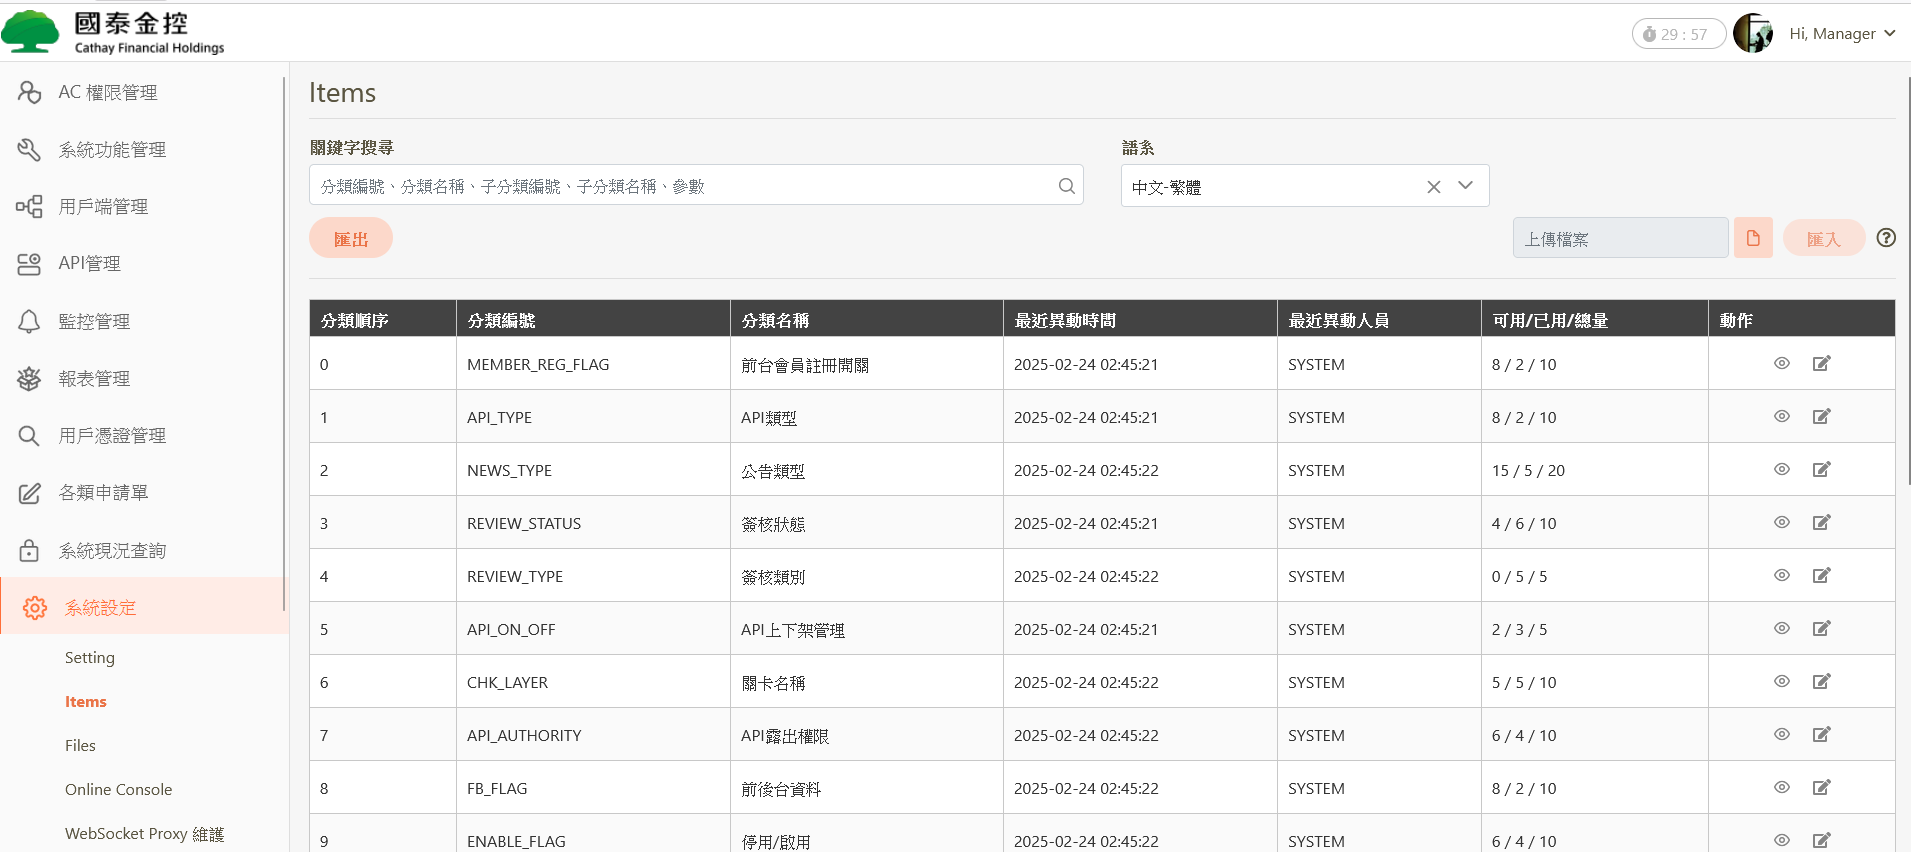 國泰金控
Cathay Financial Holdings
29 : 57
Hi, Manager
AC 權限管理
系統功能管理
用戶端管理
API管理
監控管理
報表管理
用戶憑證管理
各類申請單
系統現況查詢
系統設定
Setting
Items
Files
Online Console
WebSocket Proxy 維護
Items
關鍵字搜尋
語系
分類編號、分類名稱、子分類編號、子分類名稱、參數
中文-繁體
匯出
上傳檔案
匯入
分類順序 分類編號 分類名稱 最近異動時間 最近異動人員 可用/已用/總量 動作
0 MEMBER_REG_FLAG 前台會員註冊開關 2025-02-24 02:45:21 SYSTEM 8 / 2 / 10
1 API_TYPE API類型 2025-02-24 02:45:21 SYSTEM 8 / 2 / 10
2 NEWS_TYPE 公告類型 2025-02-24 02:45:22 SYSTEM 15 / 5 / 20
3 REVIEW_STATUS 簽核狀態 2025-02-24 02:45:21 SYSTEM 4 / 6 / 10
4 REVIEW_TYPE 簽核類別 2025-02-24 02:45:22 SYSTEM 0 / 5 / 5
5 API_ON_OFF API上下架管理 2025-02-24 02:45:21 SYSTEM 2 / 3 / 5
6 CHK_LAYER 關卡名稱 2025-02-24 02:45:22 SYSTEM 5 / 5 / 10
7 API_AUTHORITY API露出權限 2025-02-24 02:45:22 SYSTEM 6 / 4 / 10
8 FB_FLAG 前後台資料 2025-02-24 02:45:22 SYSTEM 8 / 2 / 10
9 ENABLE_FLAG 停用/啟用 2025-02-24 02:45:22 SYSTEM 6 / 4 / 10